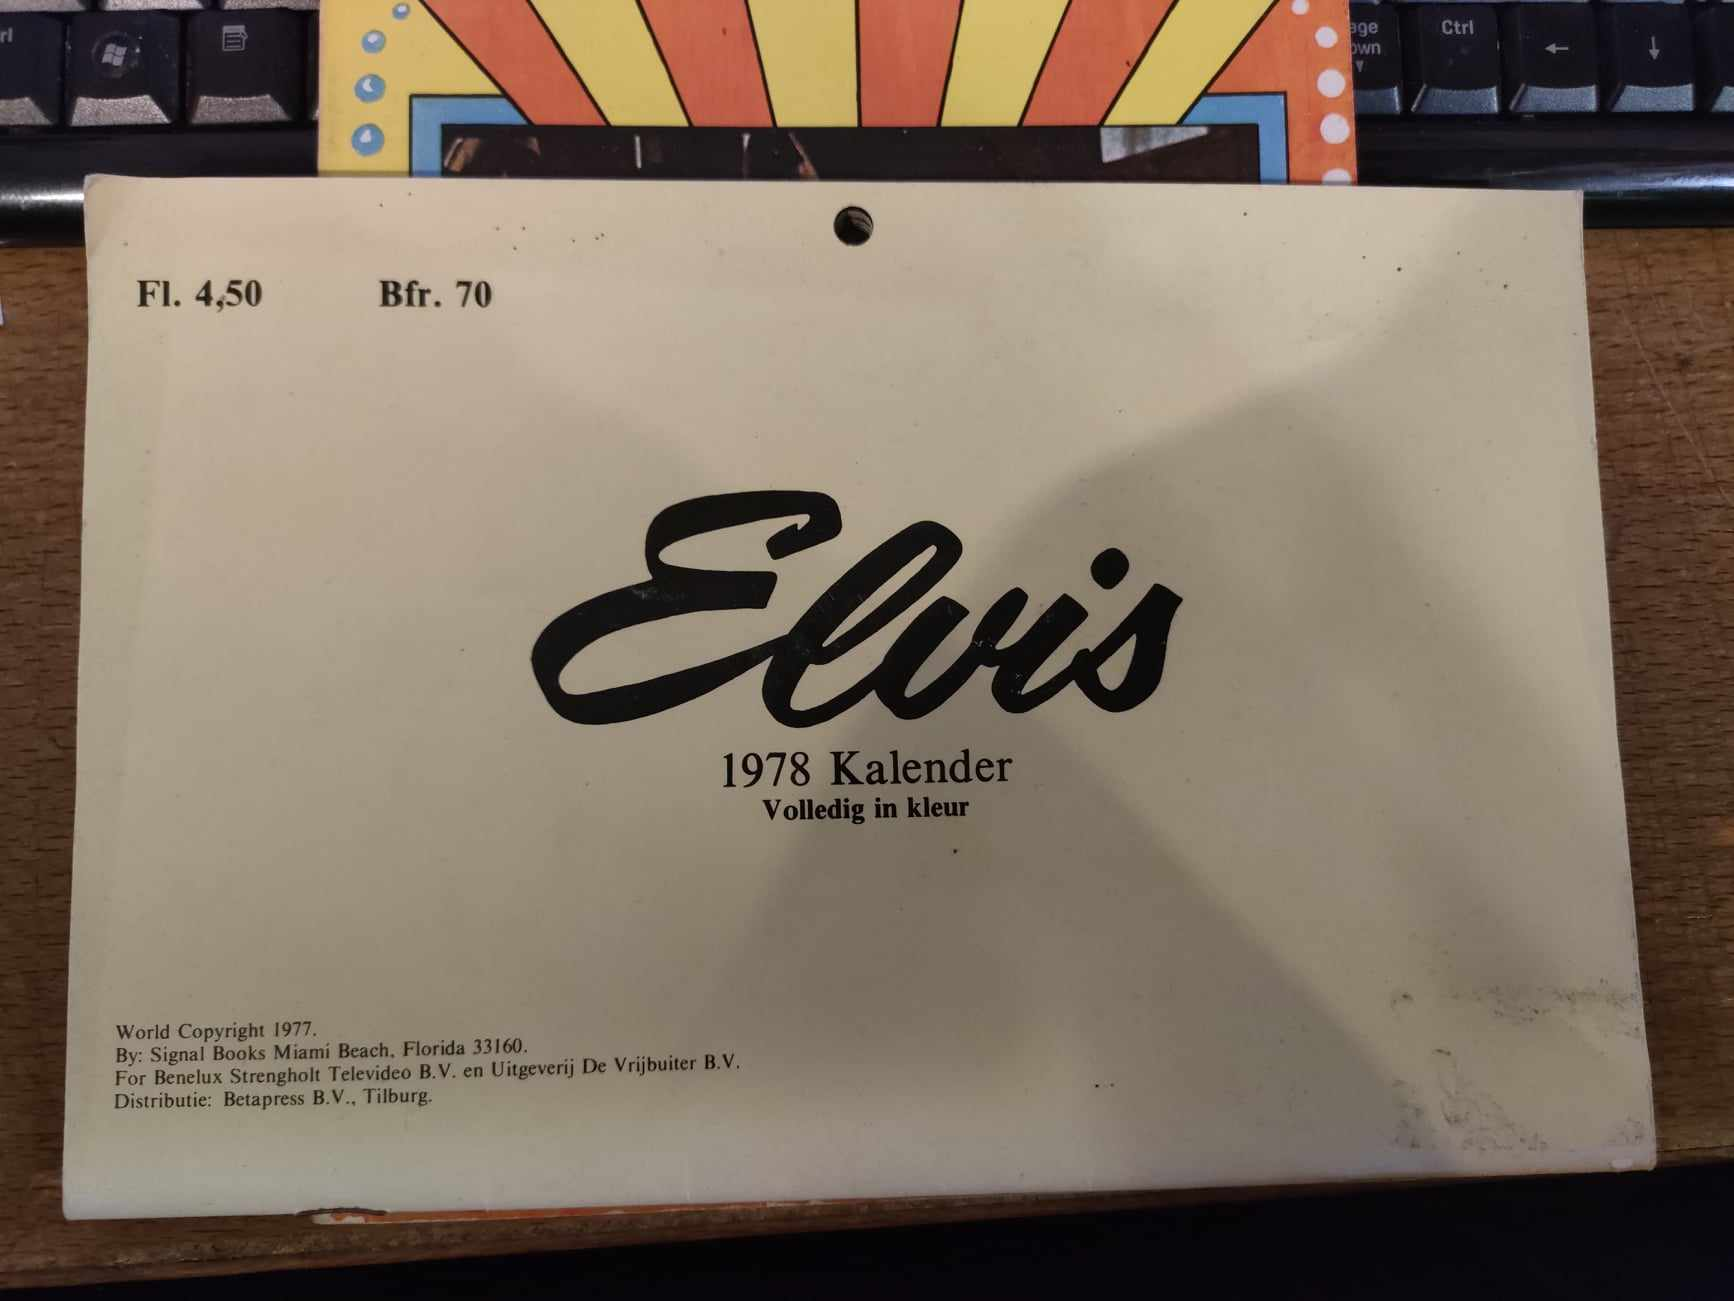 Ctrl
Fl. 4,50 Bfr. 70
Elvis
1978 Kalender
Volledig in kleur
World Copyright 1977.
By: Signal Books Miami Beach, Florida 33160.
For Benelux Strengholt Televideo B.V. en Uitgeverij De Vrijbuiter B.V.
Distributie: Betapress B.V., Tilburg.